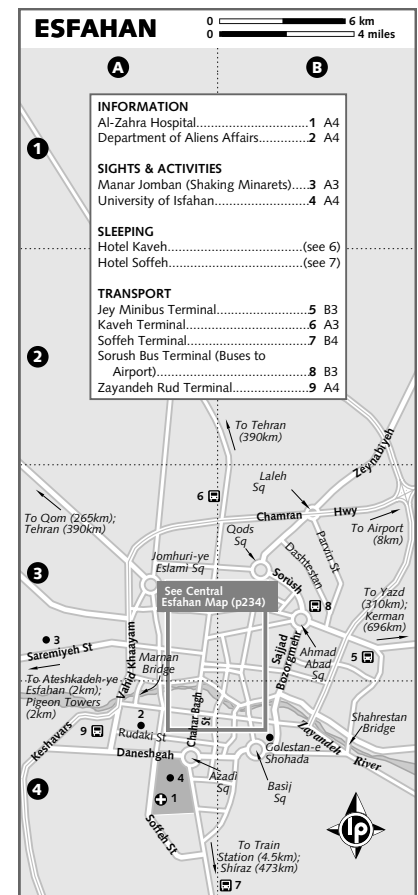 ESFAHAN
0 6 km
0 4 miles
A B
1
INFORMATION
Al-Zahra Hospital................................1 A4
Department of Aliens Affairs..............2 A4
SIGHTS & ACTIVITIES
Manar Jomban (Shaking Minarets).....3 A3
University of Isfahan.........................4 A4
SLEEPING
Hotel Kaveh..................................(see 6)
Hotel Soffeh..................................(see 7)
TRANSPORT
Jey Minibus Terminal.........................5 B3
Kaveh Terminal.................................6 A3
Soffeh Terminal.................................7 B4
Sorush Bus Terminal (Buses to
Airport)...................................8 B3
Zayandeh Rud Terminal.....................9 A4
2
To Tehran
(390km)
Zeynabiyeh
Laleh
Sq
6
Chamran Hwy
To Qom (265km);
Tehran (390km)
Qods
Sq
To Airport
(8km)
Parvin St
Dashtestan
Jomhuri-ye
Eslami Sq
3
Sorush
See Central
Esfahan Map (p234)
8
To Yazd
(310km);
Kerman
(696km)
3
Saremiyeh St
Vahid Khaayam
Marnan
Bridge
Sajjad
Bozorgmehr
Ahmad
Abad
Sq
5
To Ateshkadeh-ye
Esfahan (2km);
Pigeon Towers
(2km)
Chahar Bagh
St
2
Rudaki St
Keshavars
9
Daneshgah
Zayandeh
River
Shahrestan
Bridge
Golestan-e
Shohada
4
4
1
Azadi
Sq
Basij
Sq
Soffeh St
To Train
Station (4.5km);
Shiraz (473km)
7
lp